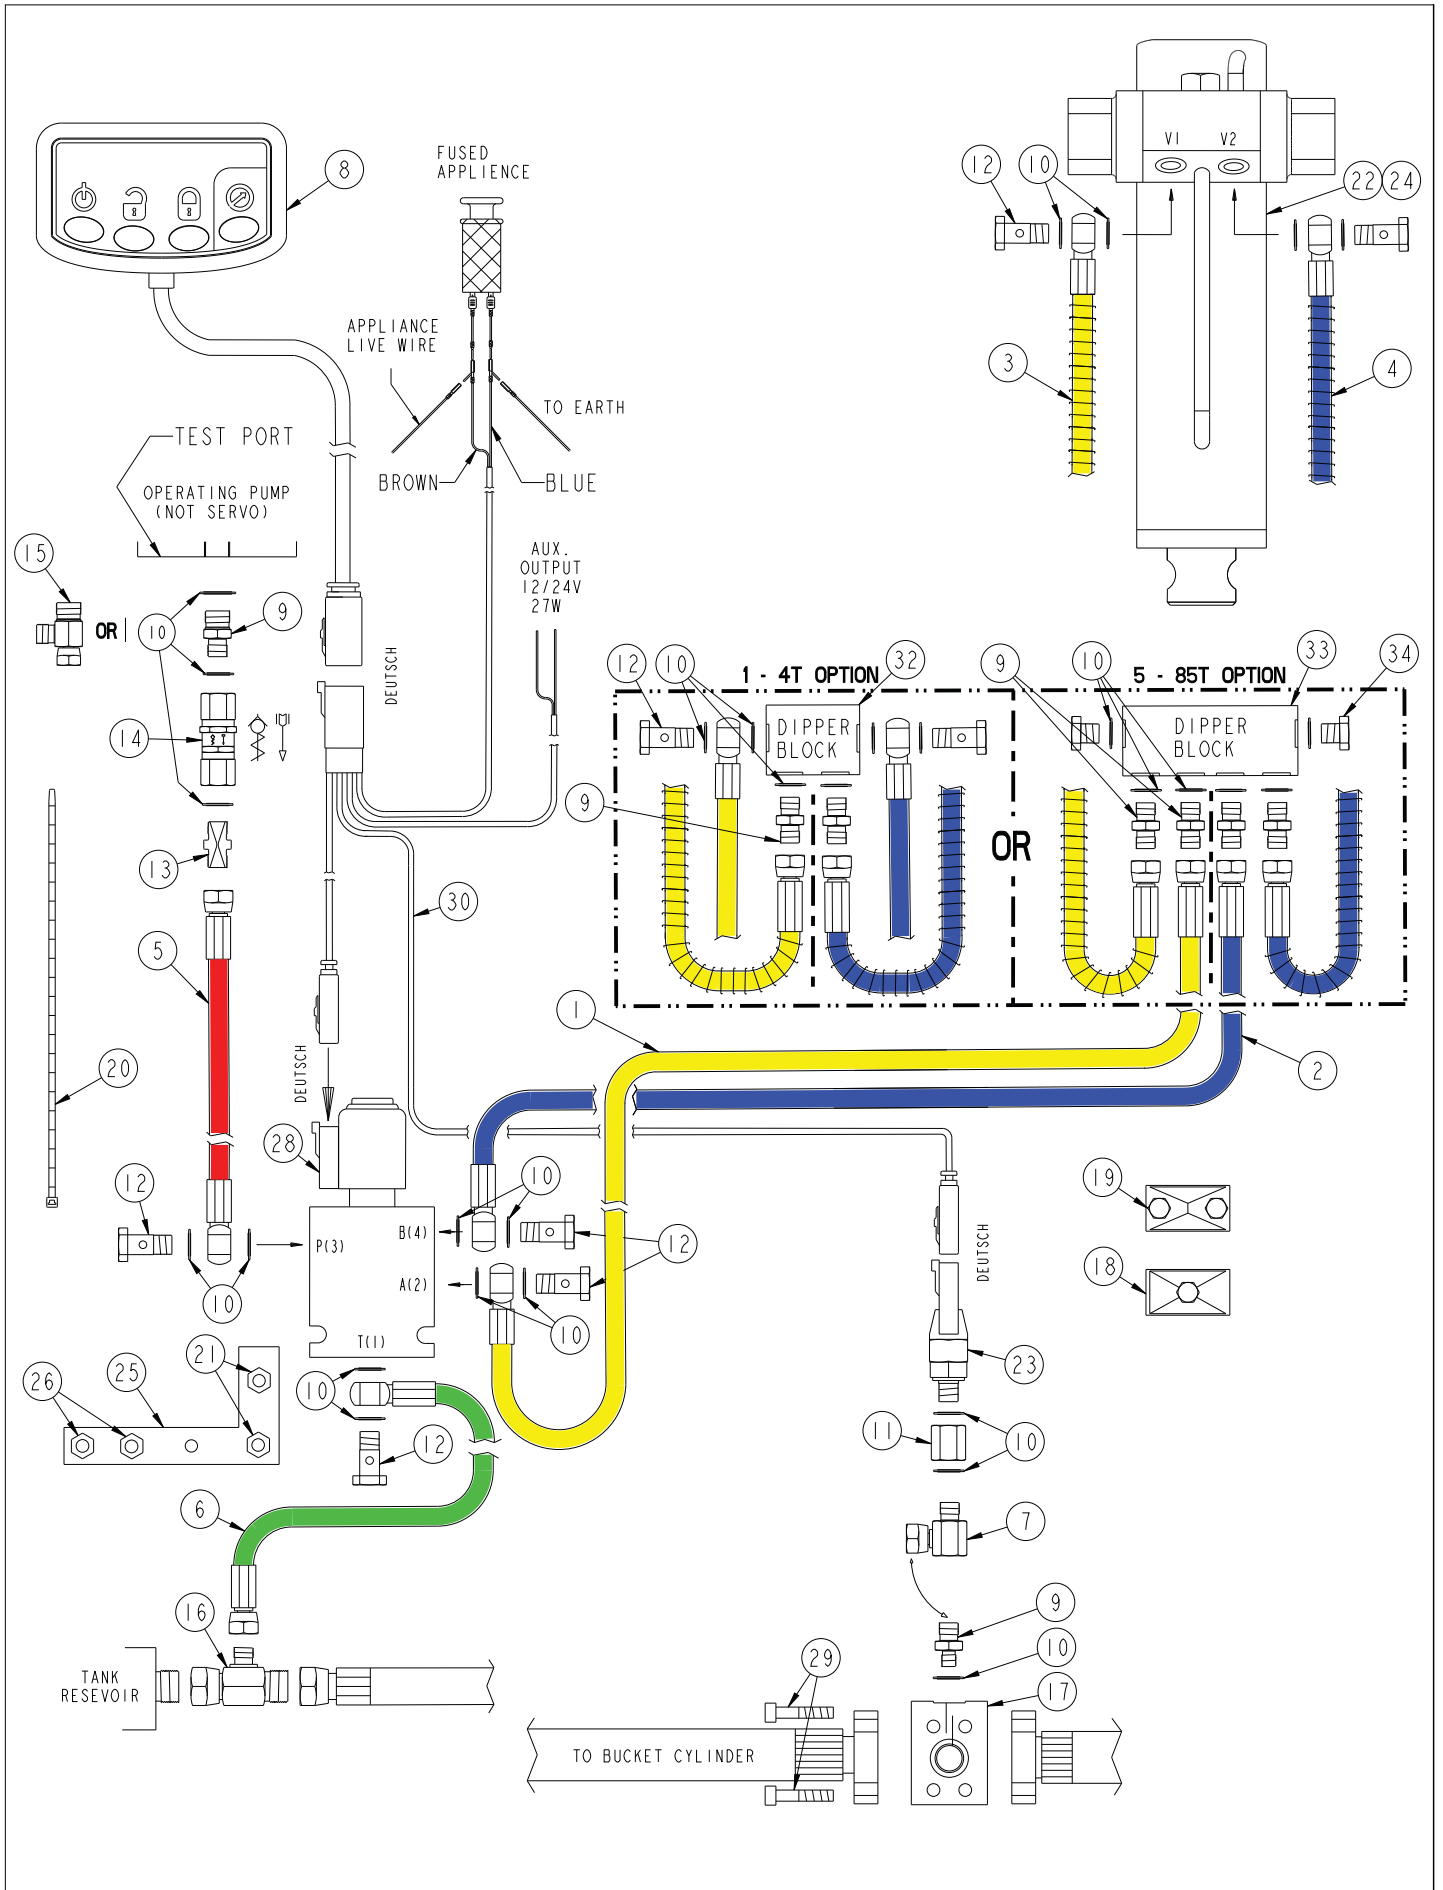 8
FUSED
APPLIENCE
V1 V2
12 10 22 24
APPLIANCE
LIVE WIRE
3 4
TO EARTH
TEST PORT
BROWN BLUE
OPERATING PUMP
(NOT SERVO)
15
AUX.
OUTPUT
12/24V
27W
OR 10 9
DEUTSCH
12 10 32 9 10 33 34
1 - 4T OPTION 5 - 85T OPTION
DIPPER
BLOCK
DIPPER
BLOCK
14
9
OR
13
30
5
1
20 2
DEUTSCH
28
12 10 19
B(4)
P(3) 12
DEUTSCH
A(2) 18
10 10
T(1)
21 25 26 23
10
12 11 10
6 7
16 9
10
TANK
RESEVOIR
29 17
TO BUCKET CYLINDER